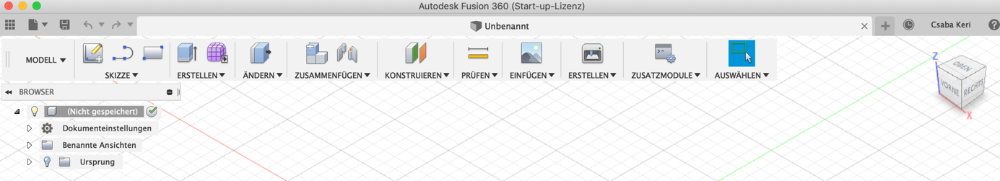 Autodesk Fusion 360 (Start-up-Lizenz)
Unbenannt
Csaba Keri
MODELL
SKIZZE ERSTELLEN ÄNDERN ZUSAMMENFÜGEN KONSTRUIEREN PRÜFEN EINFÜGEN ERSTELLEN ZUSATZMODULE AUSWÄHLEN
Z
OBEN
VORNE RECHTS
X
BROWSER
(Nicht gespeichert)
Dokumenteinstellungen
Benannte Ansichten
Ursprung